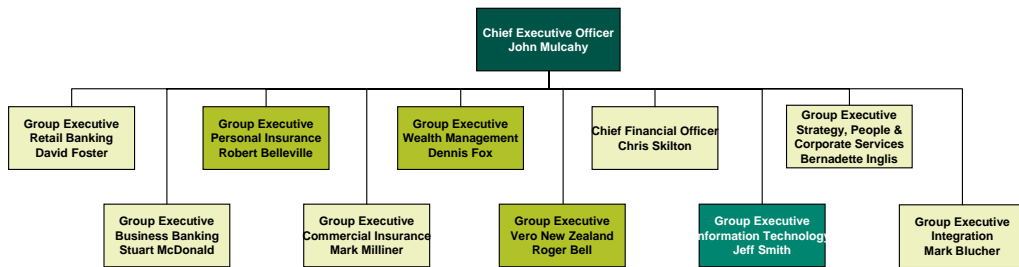 Chief Executive Officer
John Mulcahy
Group Executive
Retail Banking
David Foster
Group Executive
Personal Insurance
Robert Belleville
Group Executive
Wealth Management
Dennis Fox
Chief Financial Officer
Chris Skilton
Group Executive
Strategy, People &
Corporate Services
Bernadette Inglis
Group Executive
Business Banking
Stuart McDonald
Group Executive
Commercial Insurance
Mark Milliner
Group Executive
Vero New Zealand
Roger Bell
Group Executive
Information Technology
Jeff Smith
Group Executive
Integration
Mark Blucher